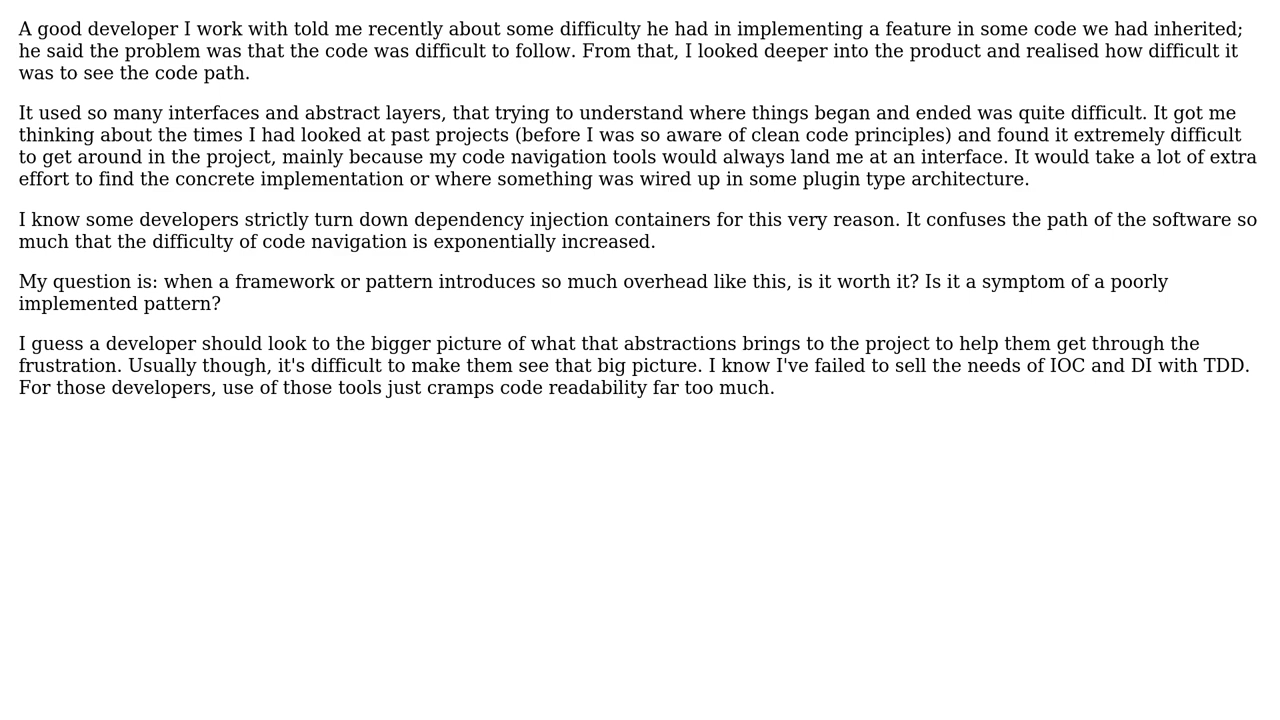 A good developer I work with told me recently about some difficulty he had in implementing a feature in some code we had inherited;
he said the problem was that the code was difficult to follow. From that, I looked deeper into the product and realised how difficult it
was to see the code path.
It used so many interfaces and abstract layers, that trying to understand where things began and ended was quite difficult. It got me
thinking about the times I had looked at past projects (before I was so aware of clean code principles) and found it extremely difficult
to get around in the project, mainly because my code navigation tools would always land me at an interface. It would take a lot of extra
effort to find the concrete implementation or where something was wired up in some plugin type architecture.
I know some developers strictly turn down dependency injection containers for this very reason. It confuses the path of the software so
much that the difficulty of code navigation is exponentially increased.
My question is: when a framework or pattern introduces so much overhead like this, is it worth it? Is it a symptom of a poorly
implemented pattern?
I guess a developer should look to the bigger picture of what that abstractions brings to the project to help them get through the
frustration. Usually though, it's difficult to make them see that big picture. I know I've failed to sell the needs of IOC and DI with TDD.
For those developers, use of those tools just cramps code readability far too much.